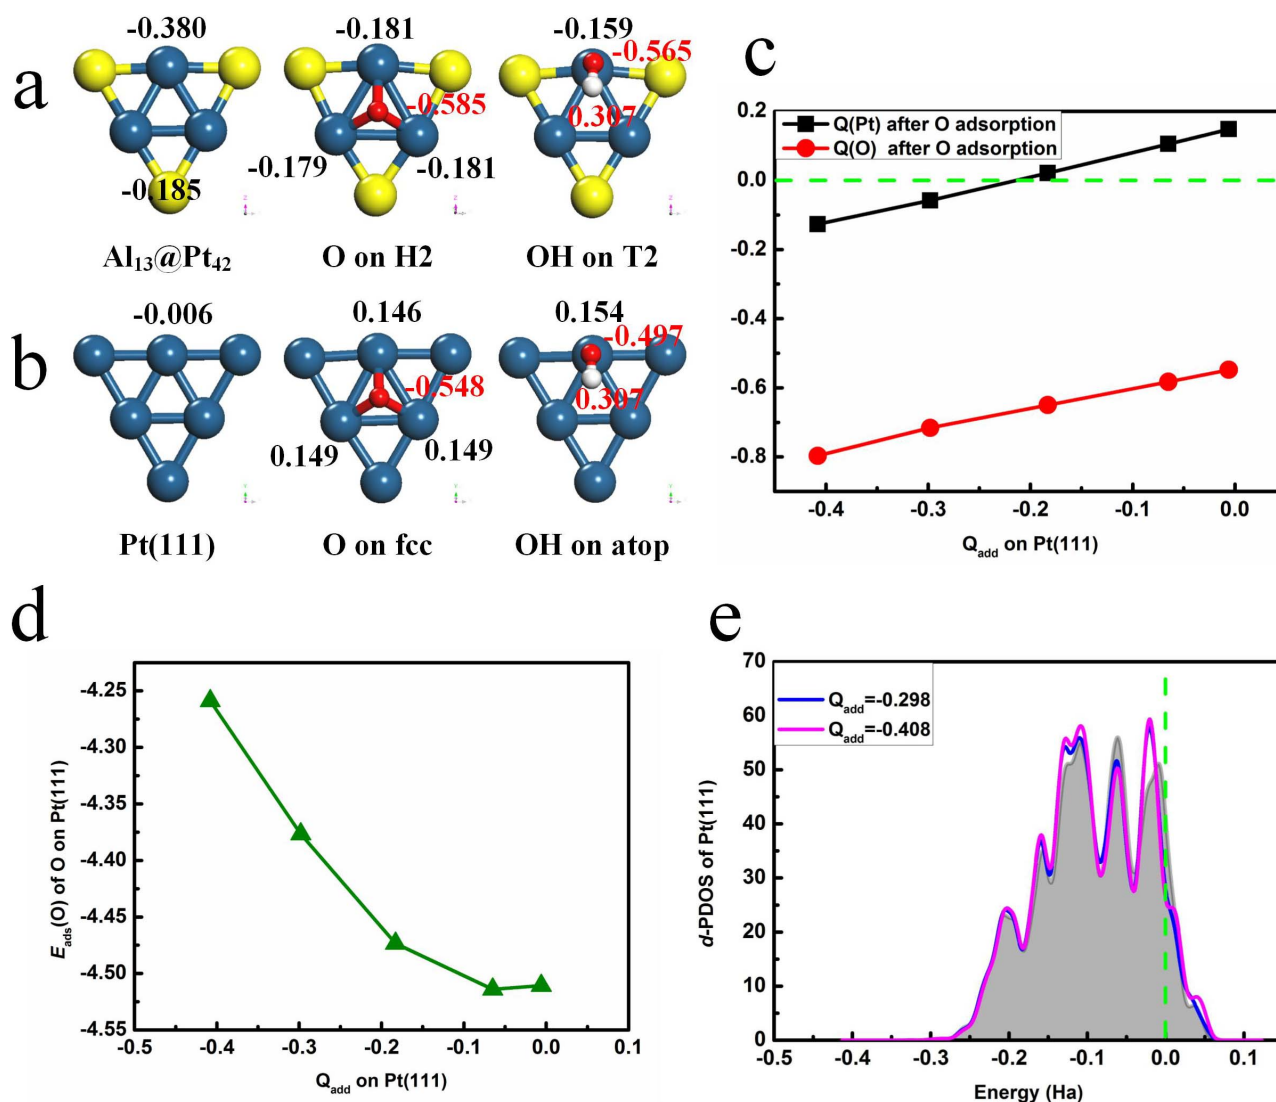 a
-0.380
-0.181
-0.159
-0.565
-0.585
0.307
-0.185
-0.179
-0.181
Al₁₃@Pt₄₂
O on H2
OH on T2
b
-0.006
0.146
0.154
-0.497
-0.548
0.307
0.149
0.149
Pt(111)
O on fcc
OH on atop
c
Q(Pt) after O adsorption
Q(O) after O adsorption
0.2
0.0
-0.2
-0.4
-0.6
-0.8
-0.4 -0.3 -0.2 -0.1 0.0
Qadd on Pt(111)
d
Eads(O) of O on Pt(111)
-4.25
-4.30
-4.35
-4.40
-4.45
-4.50
-4.55
-0.5 -0.4 -0.3 -0.2 -0.1 0.0 0.1
Qadd on Pt(111)
e
d-PDOS of Pt(111)
70
60
50
40
30
20
10
0
Qadd=-0.298
Qadd=-0.408
-0.5 -0.4 -0.3 -0.2 -0.1 0.0 0.1
Energy (Ha)